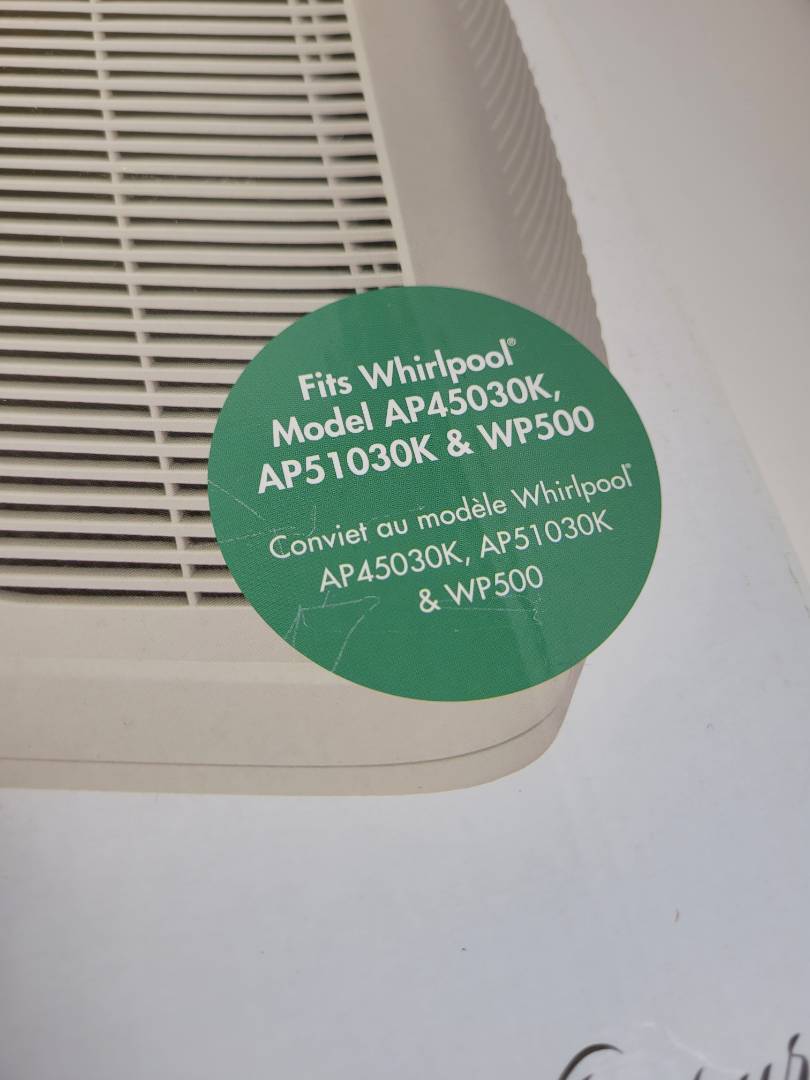 Fits Whirlpool®
Model AP45030K,
AP51030K & WP500
Conviet au modèle Whirlpool®
AP45030K, AP51030K
& WP500